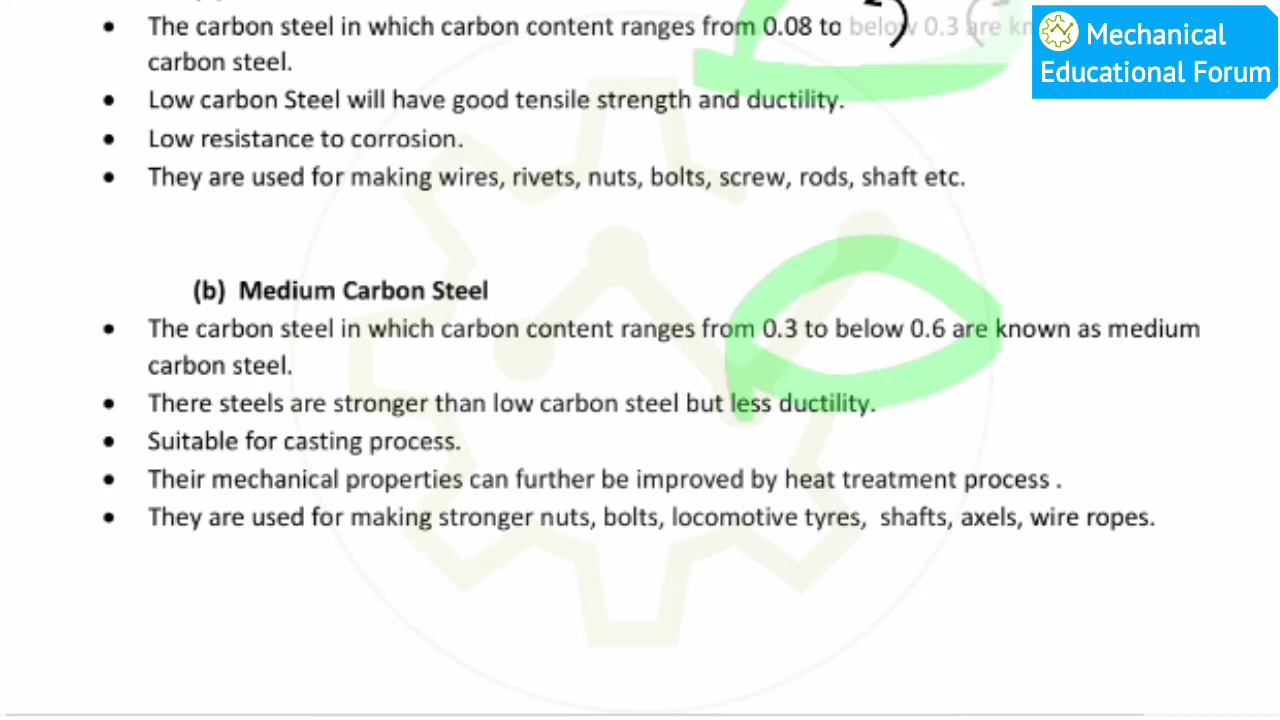 • The carbon steel in which carbon content ranges from 0.08 to below 0.3 are
carbon steel.
• Low carbon Steel will have good tensile strength and ductility.
• Low resistance to corrosion.
• They are used for making wires, rivets, nuts, bolts, screw, rods, shaft etc.
Mechanical
Educational Forum
(b) Medium Carbon Steel
• The carbon steel in which carbon content ranges from 0.3 to below 0.6 are known as medium
carbon steel.
• There steels are stronger than low carbon steel but less ductility.
• Suitable for casting process.
• Their mechanical properties can further be improved by heat treatment process .
• They are used for making stronger nuts, bolts, locomotive tyres, shafts, axels, wire ropes.